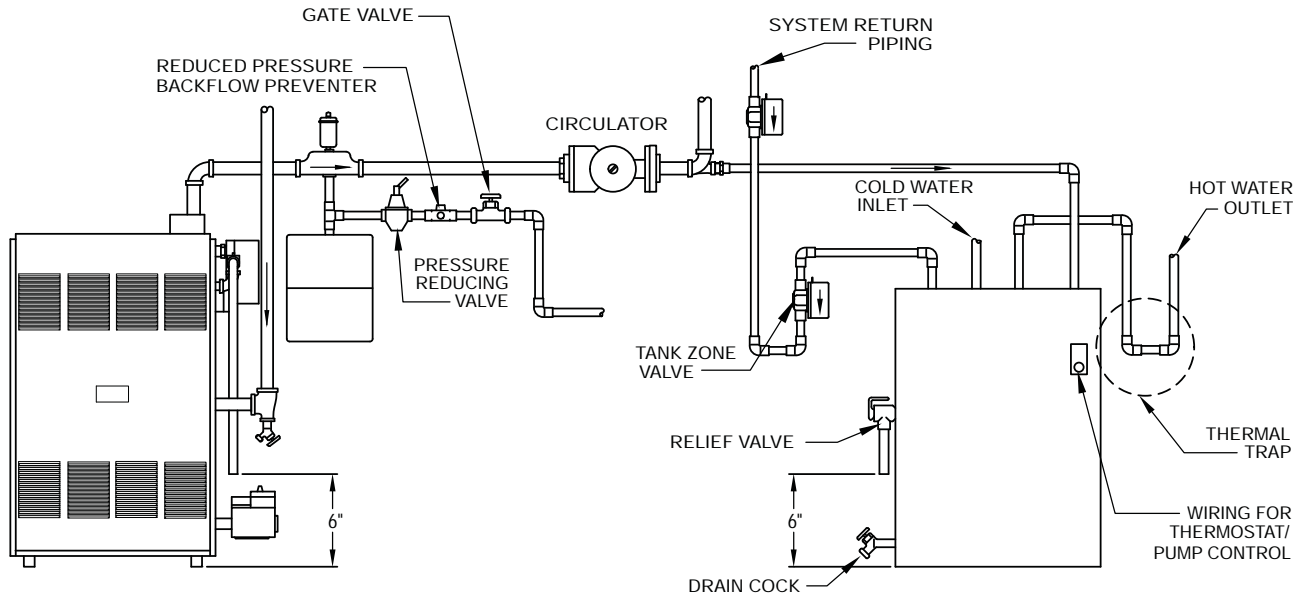 GATE VALVE
SYSTEM RETURN
PIPING
REDUCED PRESSURE
BACKFLOW PREVENTER
CIRCULATOR
COLD WATER
INLET
HOT WATER
OUTLET
PRESSURE
REDUCING
VALVE
TANK ZONE
VALVE
RELIEF VALVE
THERMAL
TRAP
6"
6"
WIRING FOR
THERMOSTAT/
PUMP CONTROL
DRAIN COCK